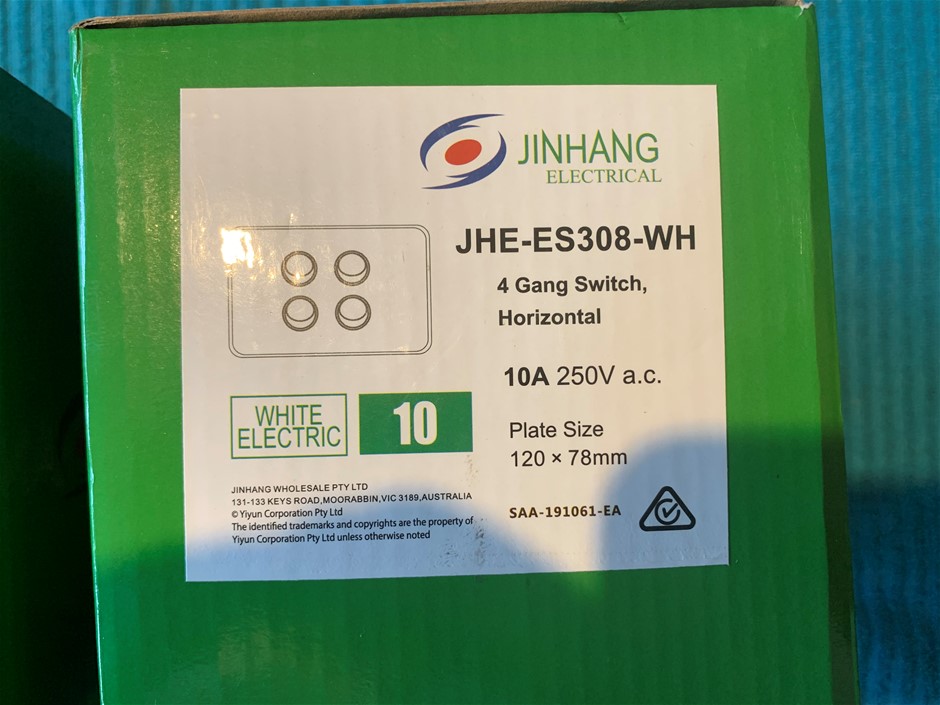 JINHANG
ELECTRICAL
JHE-ES308-WH
4 Gang Switch,
Horizontal
10A 250V a.c.
WHITE
ELECTRIC
10
Plate Size
120 × 78mm
JINHANG WHOLESALE PTY LTD
131-133 KEYS ROAD,MOORABBIN,VIC 3189,AUSTRALIA
© Yiyun Corporation Pty Ltd
The identified trademarks and copyrights are the property of
Yiyun Corporation Pty Ltd unless otherwise noted
SAA-191061-EA